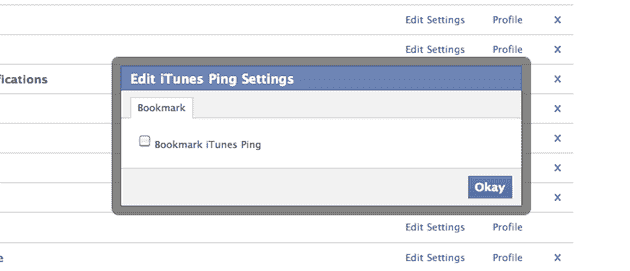 Edit Settings Profile x
Edit Settings Profile x
fications x
Edit iTunes Ping Settings
x
Bookmark
x
Bookmark iTunes Ping
x
Okay
x
Edit Settings Profile
e Edit Settings Profile x